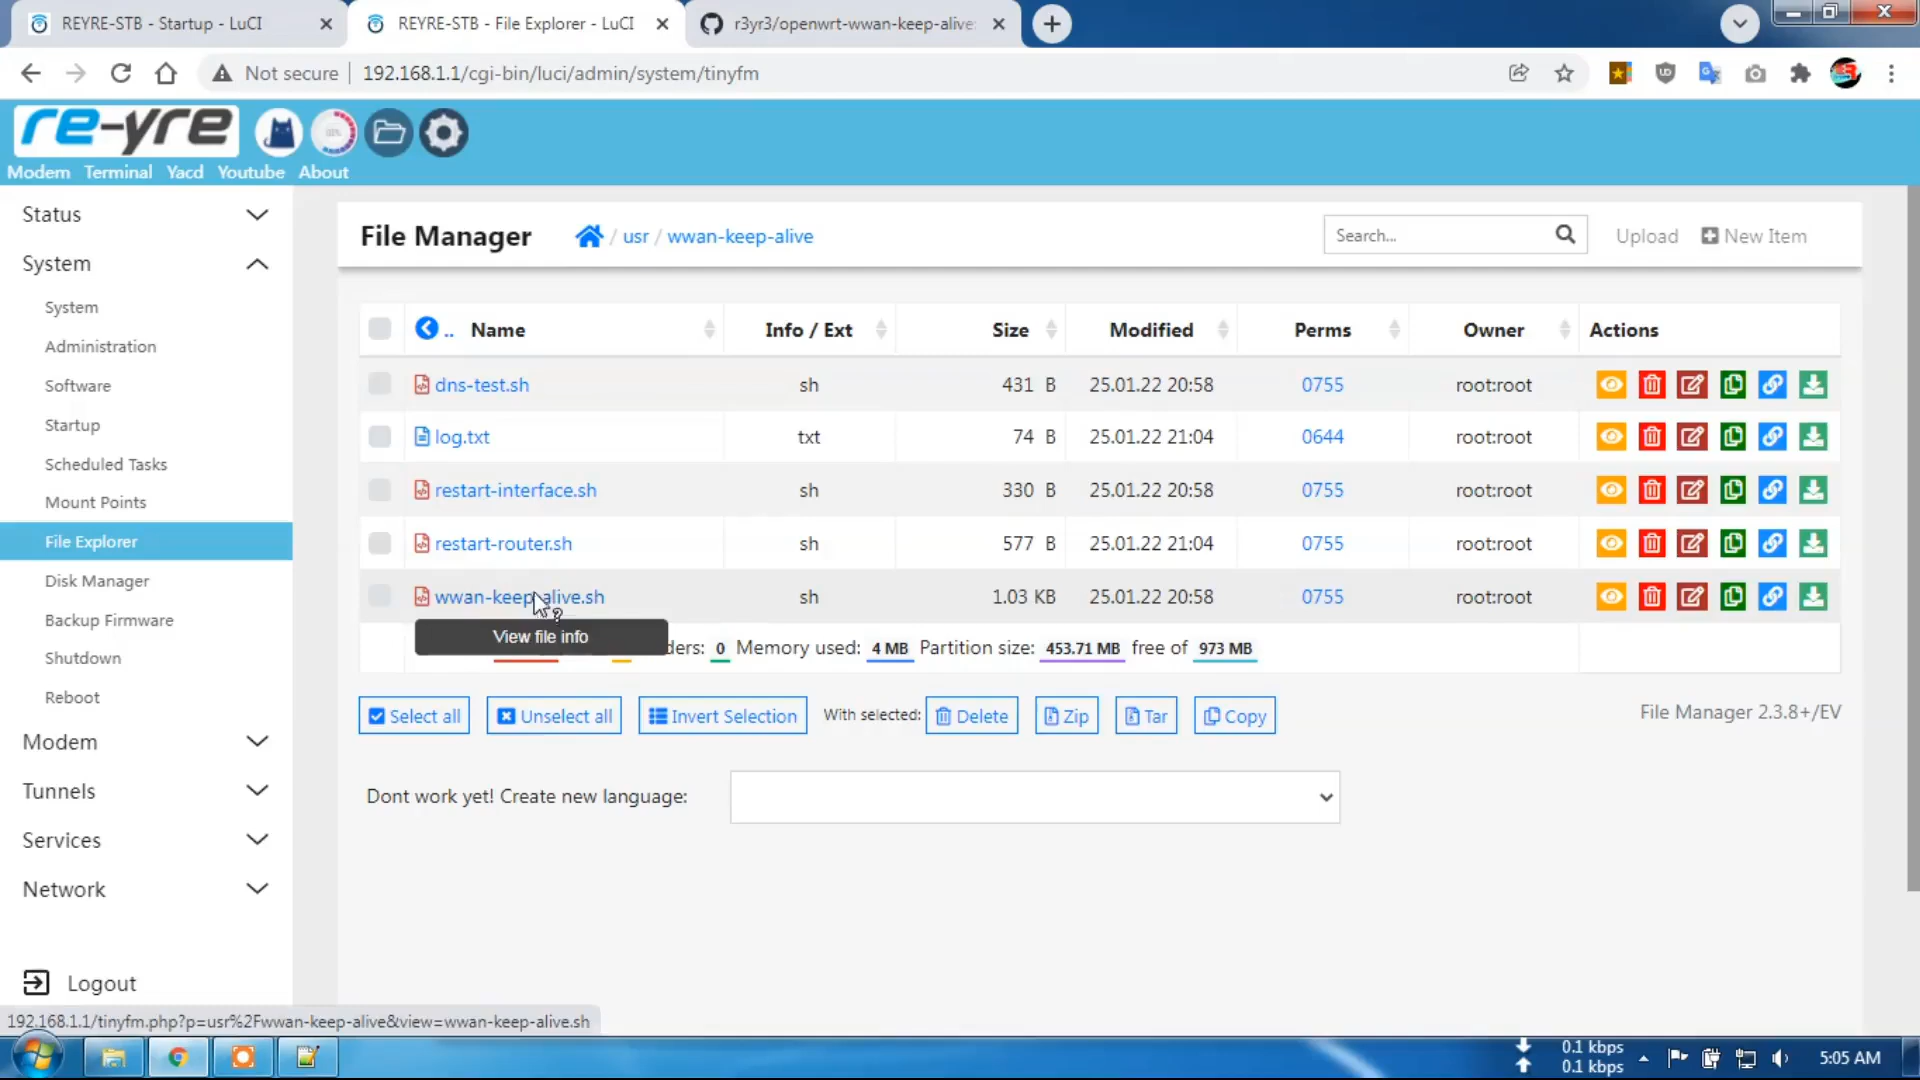 REYRE-STB - Startup - LuCI
REYRE-STB - File Explorer - LuCI
r3yr3/openwrt-wwan-keep-alive:
Not secure
192.168.1.1/cgi-bin/luci/admin/system/tinyfm
re-yre
Modem Terminal Yacd Youtube About
Status
System
System
Administration
Software
Startup
Scheduled Tasks
Mount Points
File Explorer
Disk Manager
Backup Firmware
Shutdown
Reboot
Modem
Tunnels
Services
Network
Logout
File Manager
/ usr / wwan-keep-alive
Search...
Upload
New Item
.. Name Info / Ext Size Modified Perms Owner Actions
dns-test.sh sh 431 B 25.01.22 20:58 0755 root:root
log.txt txt 74 B 25.01.22 21:04 0644 root:root
restart-interface.sh sh 330 B 25.01.22 20:58 0755 root:root
restart-router.sh sh 577 B 25.01.22 21:04 0755 root:root
wwan-keep-alive.sh sh 1.03 KB 25.01.22 20:58 0755 root:root
View file info
ders: 0 Memory used: 4 MB Partition size: 453.71 MB free of 973 MB
Select all Unselect all Invert Selection With selected: Delete Zip Tar Copy
File Manager 2.3.8+/EV
Dont work yet! Create new language:
192.168.1.1/tinyfm.php?p=usr%2Fwwan-keep-alive&view=wwan-keep-alive.sh
0.1 kbps
0.1 kbps
5:05 AM